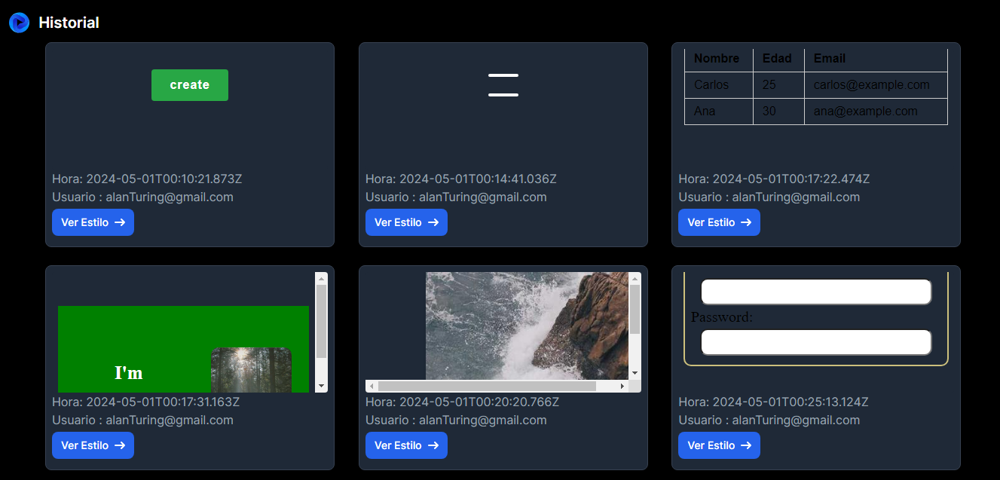 Historial
create
Nombre Edad Email
Carlos 25 carlos@example.com
Ana 30 ana@example.com
Hora: 2024-05-01T00:10:21.873Z
Usuario : alanTuring@gmail.com
Ver Estilo →
Hora: 2024-05-01T00:14:41.036Z
Usuario : alanTuring@gmail.com
Ver Estilo →
Hora: 2024-05-01T00:17:22.474Z
Usuario : alanTuring@gmail.com
Ver Estilo →
I'm
Hora: 2024-05-01T00:17:31.163Z
Usuario : alanTuring@gmail.com
Ver Estilo →
Hora: 2024-05-01T00:20:20.766Z
Usuario : alanTuring@gmail.com
Ver Estilo →
Password:
Hora: 2024-05-01T00:25:13.124Z
Usuario : alanTuring@gmail.com
Ver Estilo →